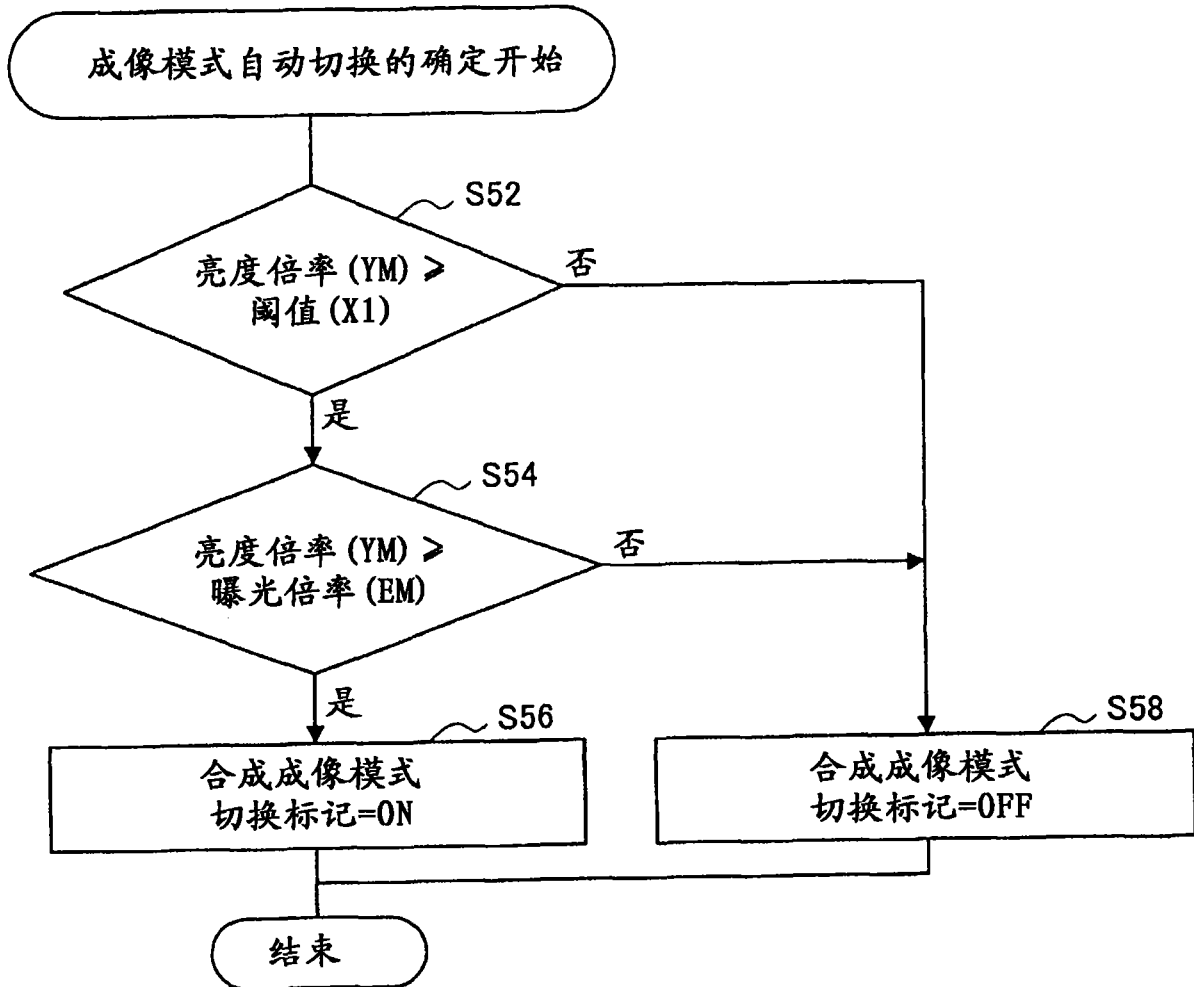 成像模式自动切换的确定开始
S52
亮度倍率(YM)≥
阈值(X1)
否
是
S54
亮度倍率(YM)≥
曝光倍率(EM)
否
是
S56
合成成像模式
切换标记=ON
S58
合成成像模式
切换标记=OFF
结束